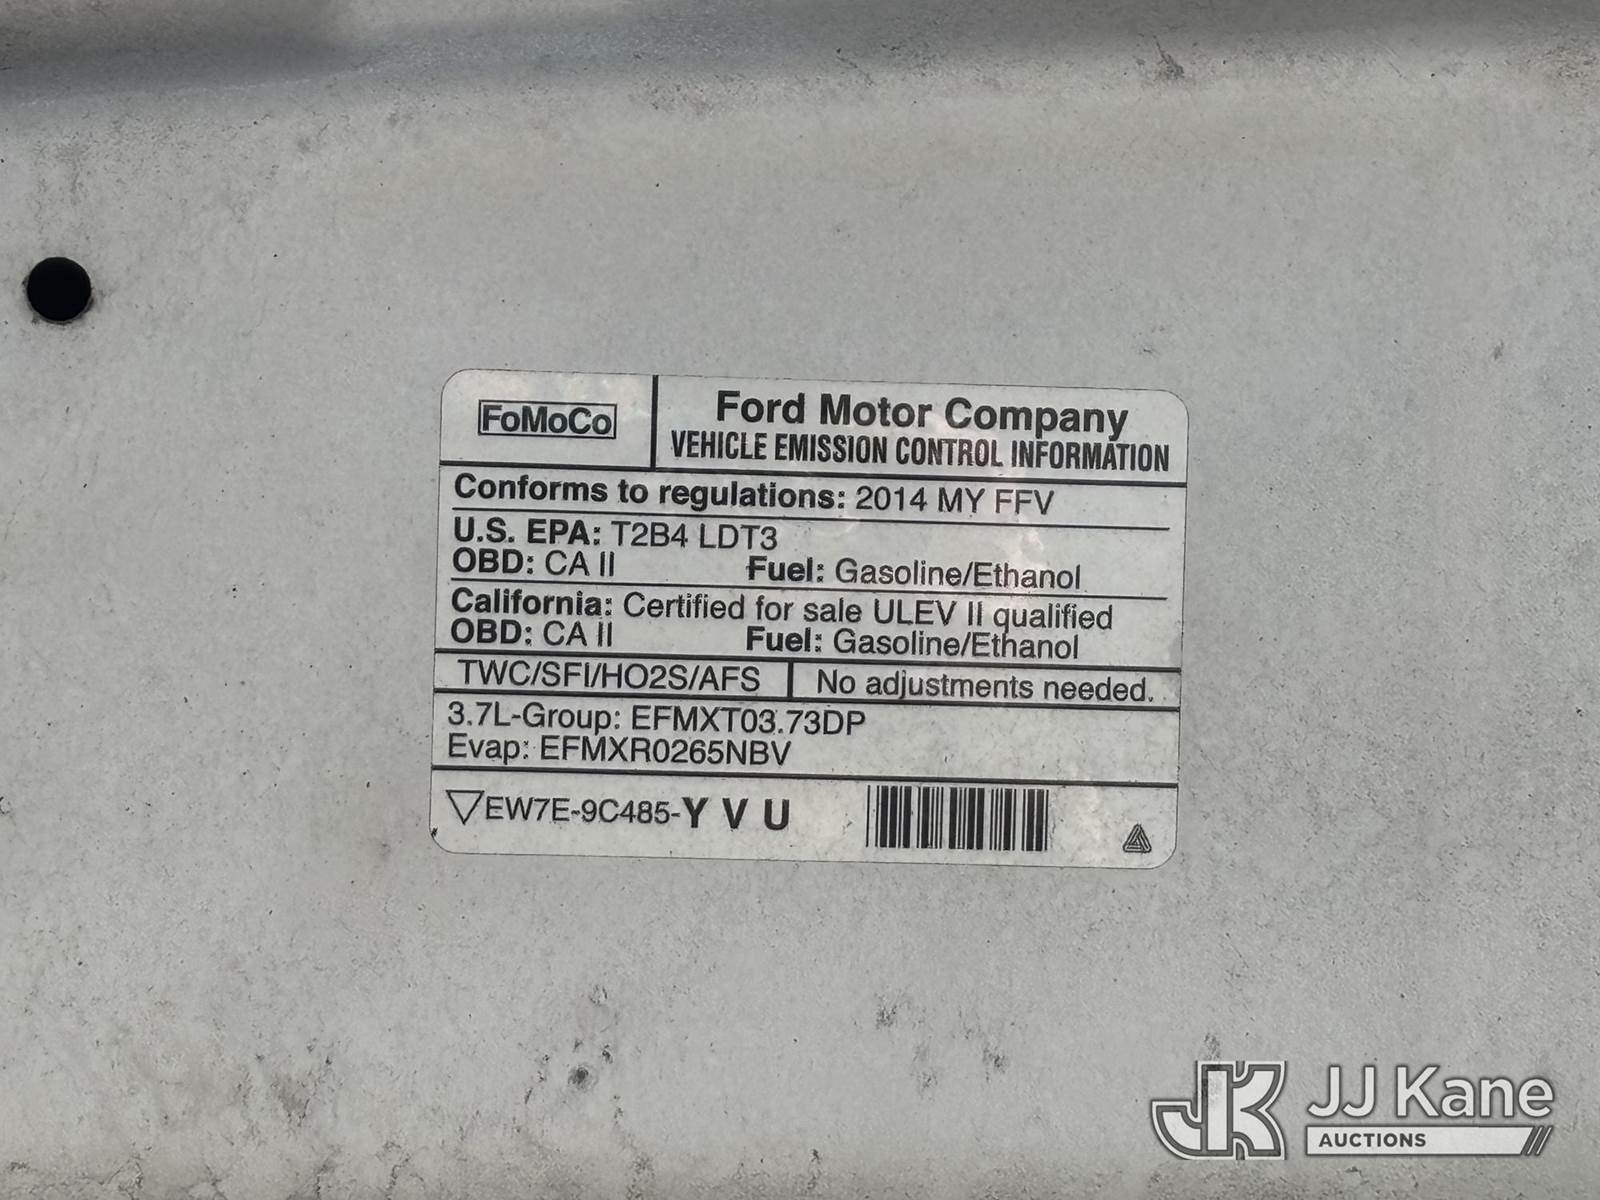 FoMoCo
Ford Motor Company
VEHICLE EMISSION CONTROL INFORMATION
Conforms to regulations: 2014 MY FFV
U.S. EPA: T2B4 LDT3
OBD: CA II Fuel: Gasoline/Ethanol
California: Certified for sale ULEV II qualified
OBD: CA II Fuel: Gasoline/Ethanol
TWC/SFI/HO2S/AFS No adjustments needed.
3.7L-Group: EFMXT03.73DP
Evap: EFMXR0265NBV
EW7E-9C485-Y V U
JK JJ Kane
AUCTIONS